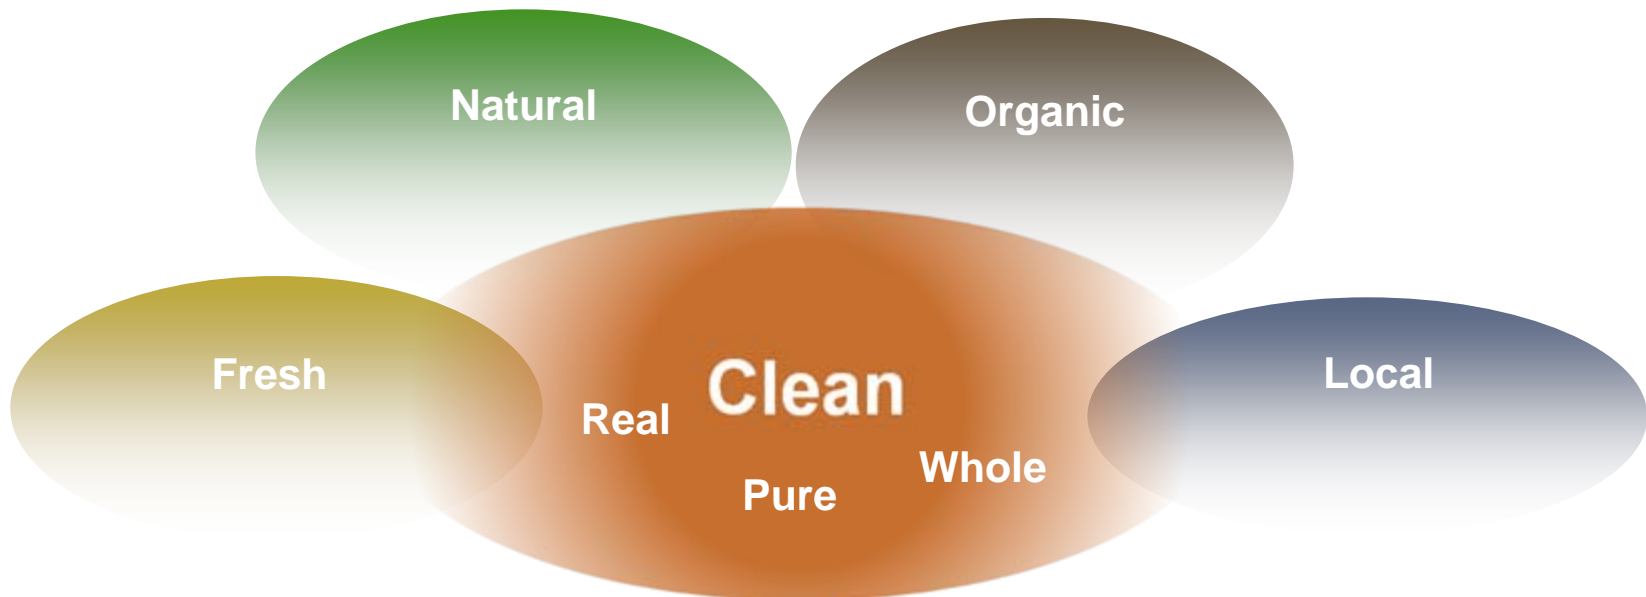 Natural
Organic
Fresh
Local
Clean
Real
Whole
Pure